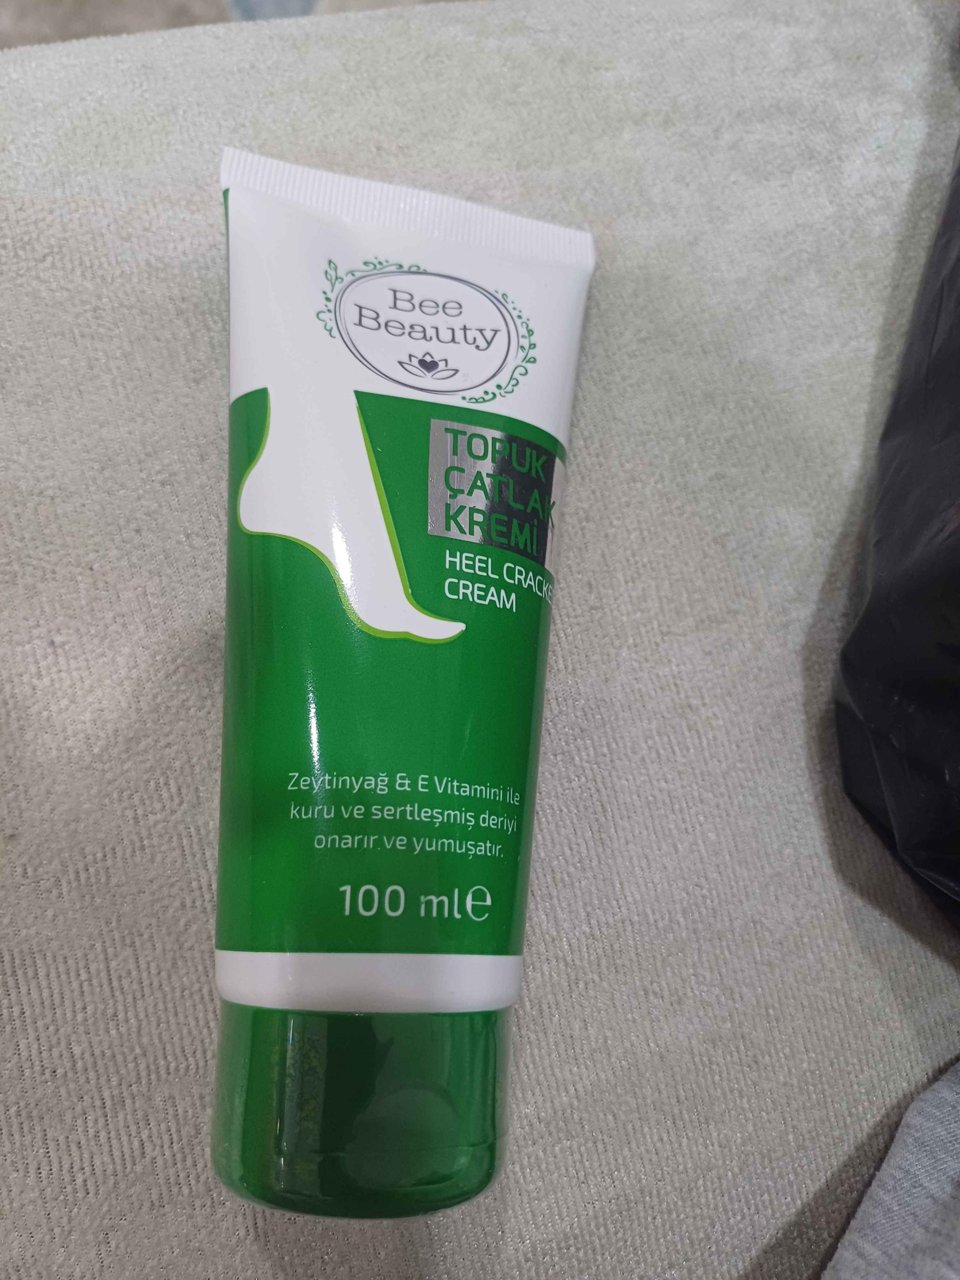 Bee
Beauty
TOPUK
ÇATLAK
KREMİ
HEEL CRACKE
CREAM
Zeytinyağ & E Vitamini ile
kuru ve sertleşmiş deriyi
onarır ve yumuşatır.
100 ml e